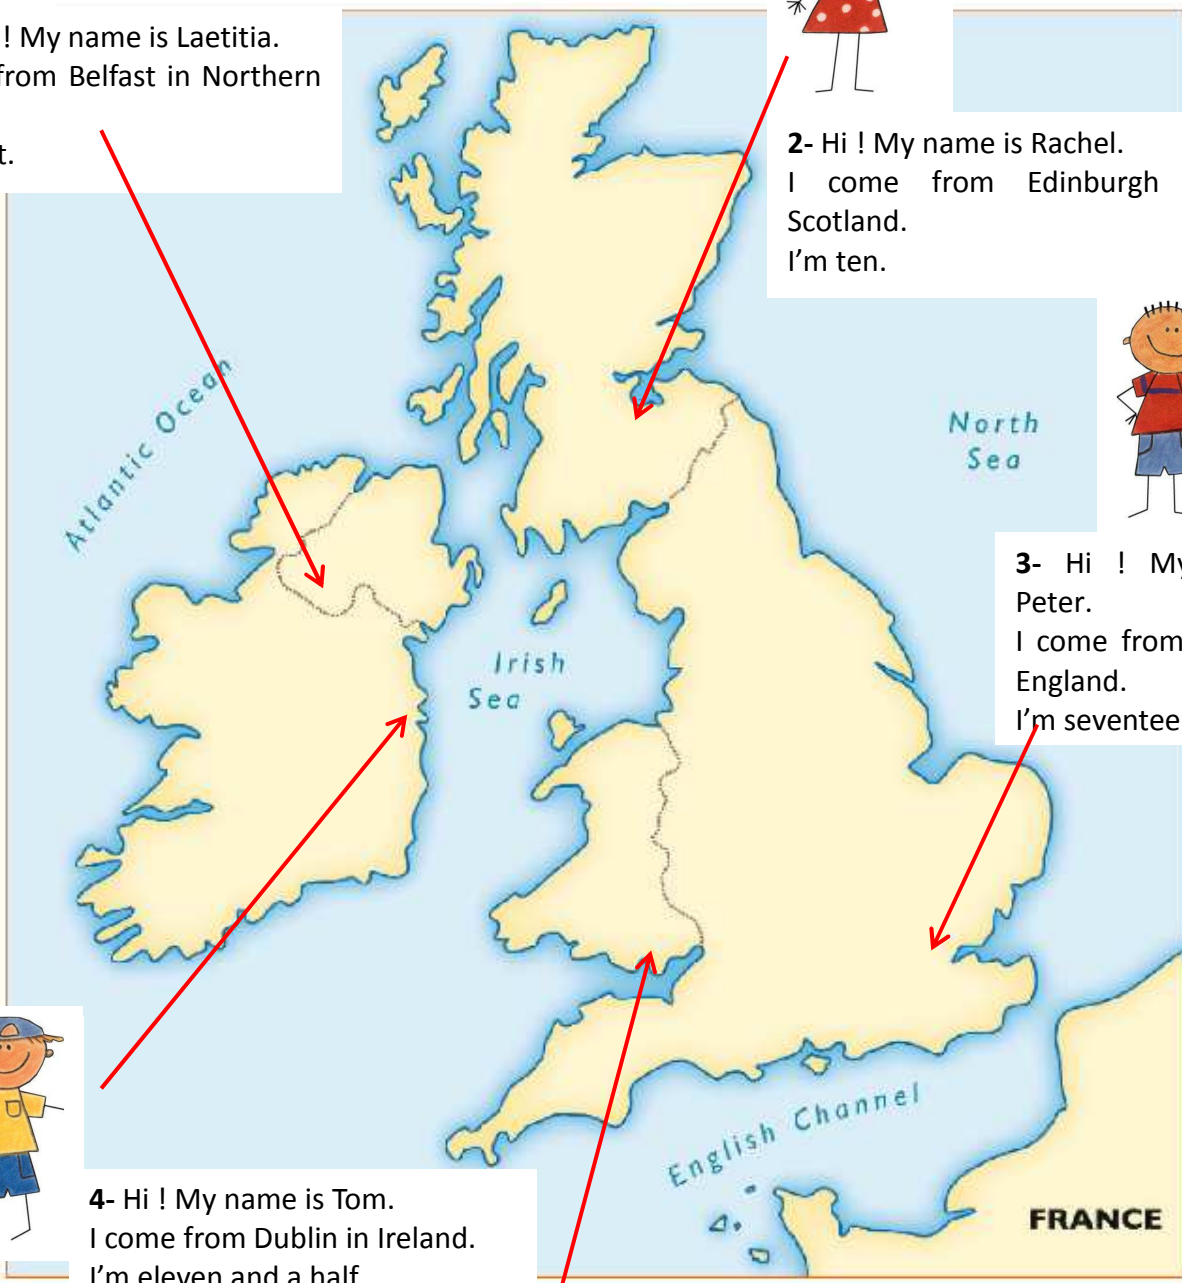 ! My name is Laetitia.
from Belfast in Northern
t.
2- Hi ! My name is Rachel.
I come from Edinburgh
Scotland.
I'm ten.
Atlantic Ocean
North
Sea
3- Hi ! My
Peter.
I come from
England.
I'm seventee
Irish
Sea
English Channel
FRANCE
4- Hi ! My name is Tom.
I come from Dublin in Ireland.
I'm eleven and a half